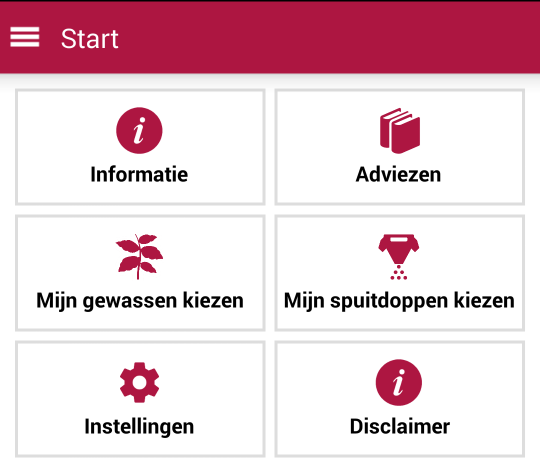 Start
Informatie
Adviezen
Mijn gewassen kiezen
Mijn spuitdoppen kiezen
Instellingen
Disclaimer